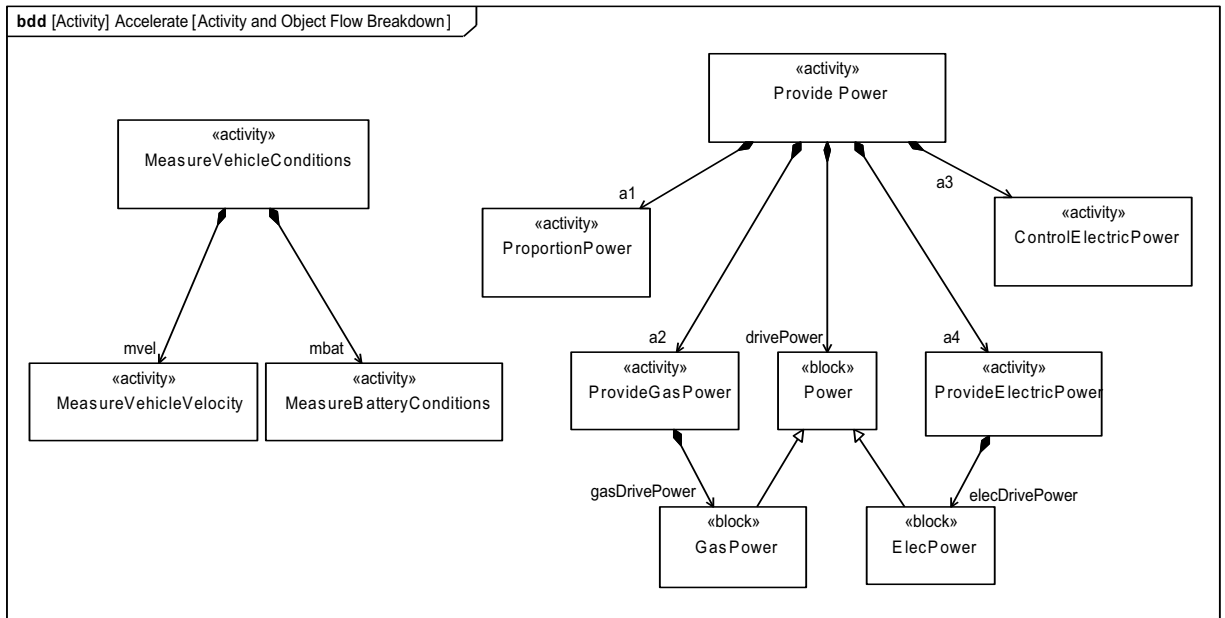 bdd [Activity] Accelerate [Activity and Object Flow Breakdown]
«activity»
Provide Power
«activity»
MeasureVehicleConditions
a1
a3
«activity»
ProportionPower
«activity»
ControlElectricPower
mvel
mbat
a2
drivePower
a4
«activity»
MeasureVehicleVelocity
«activity»
MeasureBatteryConditions
«activity»
ProvideGasPower
«block»
Power
«activity»
ProvideElectricPower
gasDrivePower
elecDrivePower
«block»
GasPower
«block»
ElecPower